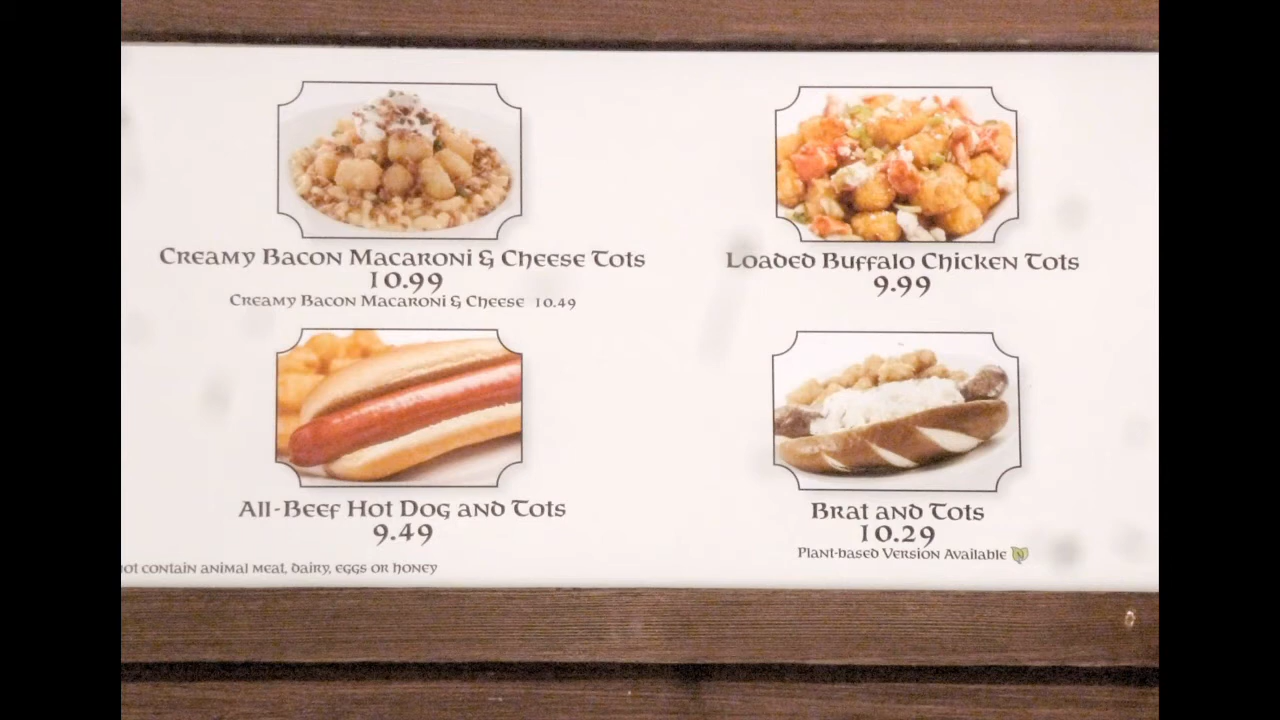 Creamy Bacon Macaroni & Cheese Tots
10.99
Creamy Bacon Macaroni & Cheese 10.49
Loaded Buffalo Chicken Tots
9.99
All-Beef Hot Dog and Tots
9.49
Brat and Tots
10.29
Plant-based Version Available
contain animal meat, dairy, eggs or honey